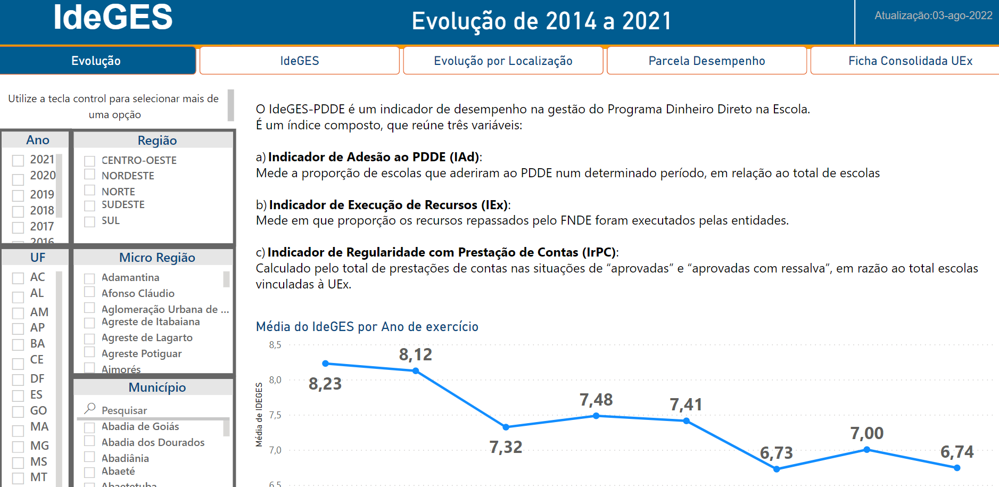 IdeGES
Evolução de 2014 a 2021
Atualização:03-ago-2022
Evolução
IdeGES
Evolução por Localização
Parcela Desempenho
Ficha Consolidada UEx
Utilize a tecla control para selecionar mais de
uma opção
Ano
2021
2020
2019
2018
2017
2016
Região
CENTRO-OESTE
NORDESTE
NORTE
SUDESTE
SUL
UF
AC
AL
AM
AP
BA
CE
DF
ES
GO
MA
MG
MS
MT
Micro Região
Adamantina
Afonso Cláudio
Aglomeração Urbana de ...
Agreste de Itabaiana
Agreste de Lagarto
Agreste Potiguar
Aimorés
Município
Pesquisar
Abadia de Goiás
Abadia dos Dourados
Abadiânia
Abaeté
Abaetetuba
O IdeGES-PDDE é um indicador de desempenho na gestão do Programa Dinheiro Direto na Escola.
É um índice composto, que reúne três variáveis:
a) Indicador de Adesão ao PDDE (IAd):
Mede a proporção de escolas que aderiram ao PDDE num determinado período, em relação ao total de escolas
b) Indicador de Execução de Recursos (IEx):
Mede em que proporção os recursos repassados pelo FNDE foram executados pelas entidades.
c) Indicador de Regularidade com Prestação de Contas (IrPC):
Calculado pelo total de prestações de contas nas situações de “aprovadas” e “aprovadas com ressalva”, em razão ao total escolas
vinculadas à UEx.
Média do IdeGES por Ano de exercício
Média de IDEGES
8,5
8,0
7,5
7,0
6,5
8,23
8,12
7,32
7,48
7,41
6,73
7,00
6,74